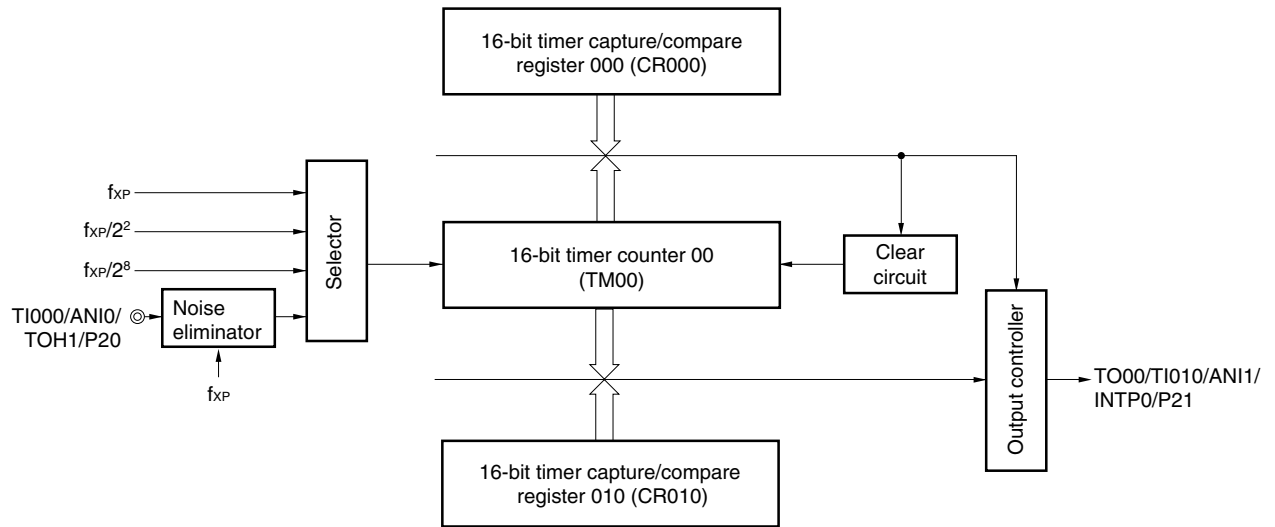 16-bit timer capture/compare
register 000 (CR000)
fXP
fXP/2²
fXP/2⁸
TI000/ANI0/
TOH1/P20
Noise
eliminator
fXP
Selector
16-bit timer counter 00
(TM00)
Clear
circuit
Output controller
TO00/TI010/ANI1/
INTP0/P21
16-bit timer capture/compare
register 010 (CR010)